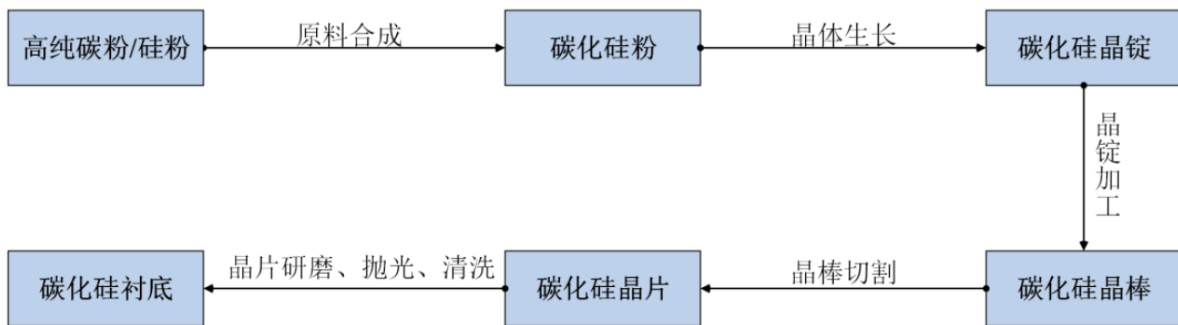 高纯碳粉/硅粉
原料合成
碳化硅粉
晶体生长
碳化硅晶锭
晶锭加工
碳化硅晶棒
晶棒切割
碳化硅晶片
晶片研磨、抛光、清洗
碳化硅衬底